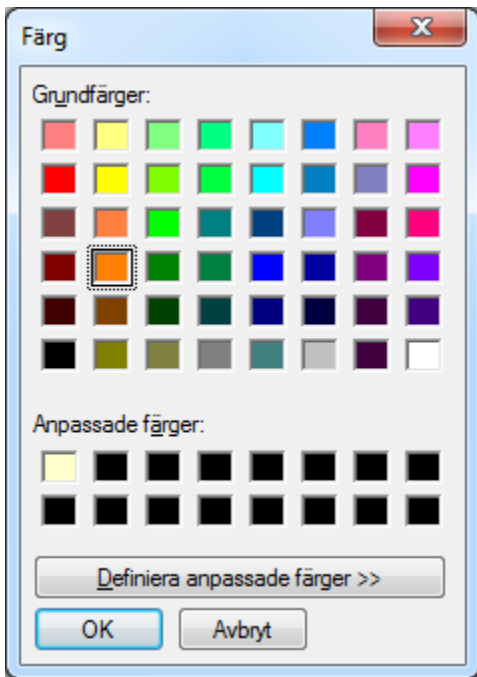 Färg
Grundfärger:
Anpassade färger:
Definiera anpassade färger >>
OK
Avbryt